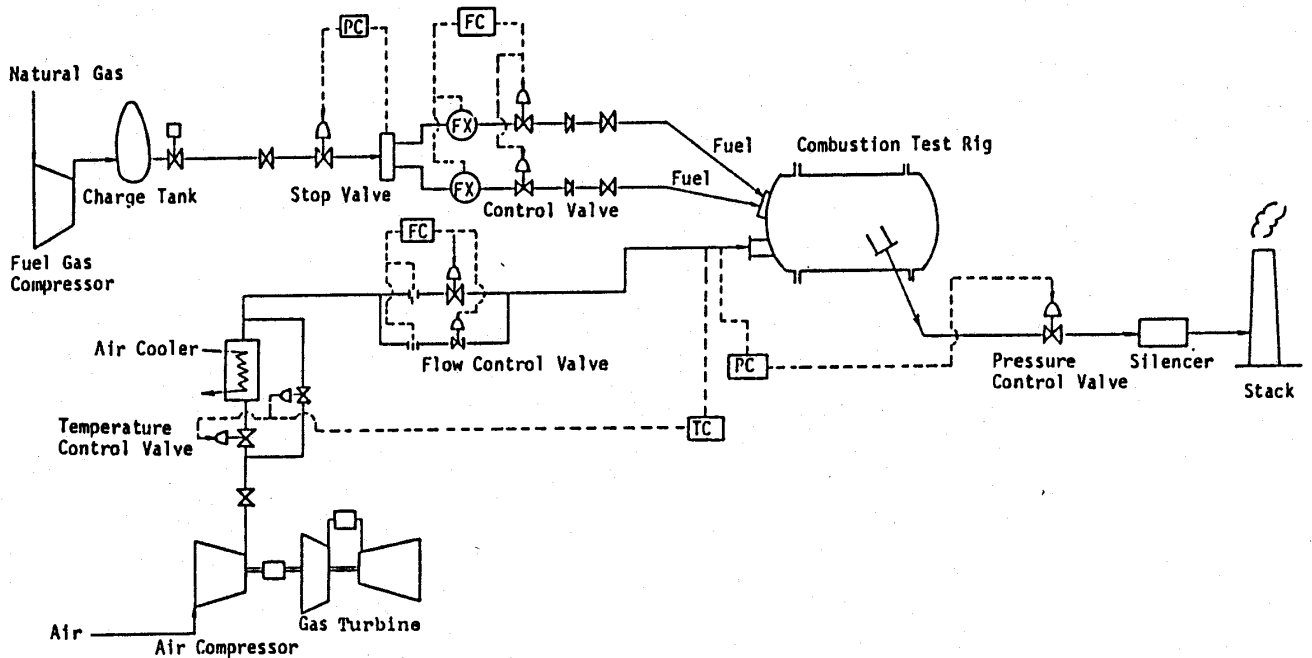 PC
FC
Natural Gas
FX
Combustion Test Rig
Fuel
Charge Tank
Stop Valve
FX
Fuel
Control Valve
FC
Fuel Gas
Compressor
Air Cooler
Flow Control Valve
PC
Pressure
Control Valve
Silencer
Stack
Temperature
Control Valve
TC
Gas Turbine
Air
Air Compressor